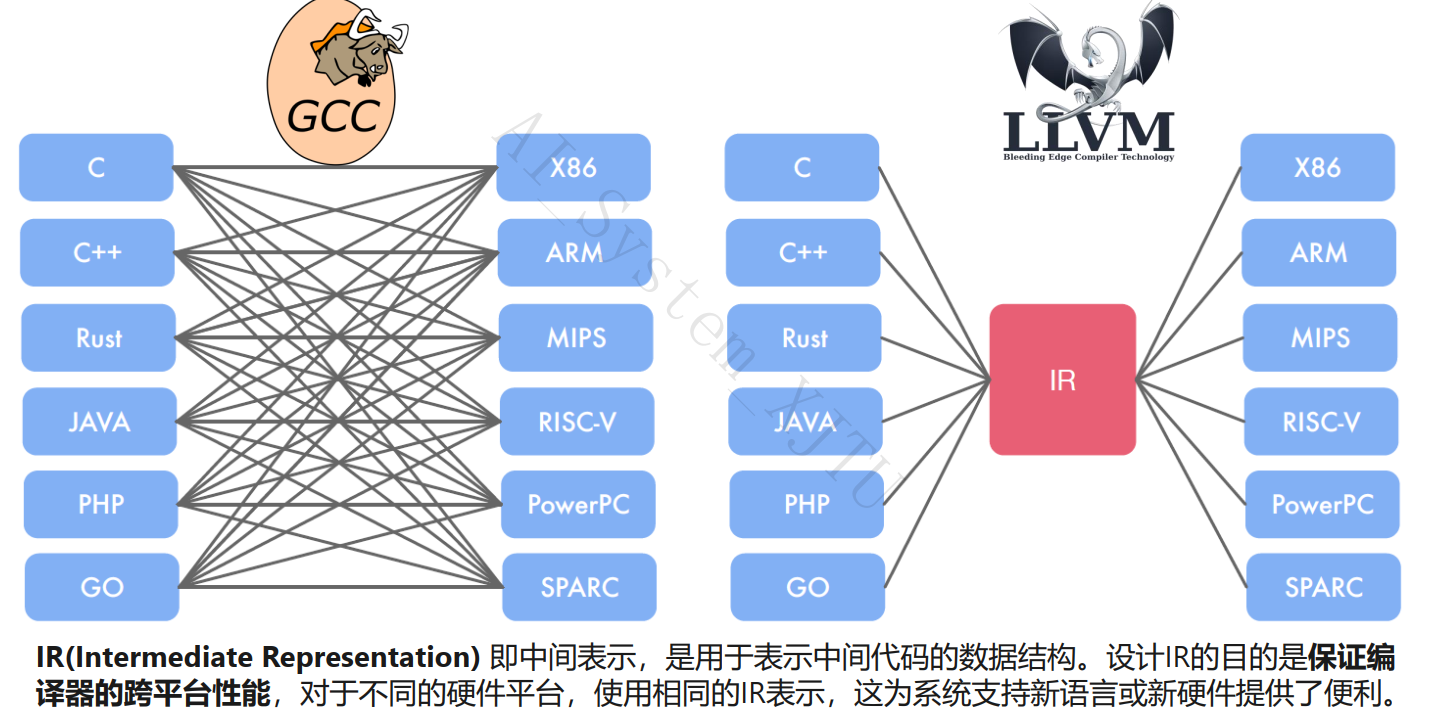 GCC
LLVM
Bleeding Edge Compiler Technology
C
C++
Rust
JAVA
PHP
GO
X86
ARM
MIPS
RISC-V
PowerPC
SPARC
C
C++
Rust
JAVA
PHP
GO
IR
X86
ARM
MIPS
RISC-V
PowerPC
SPARC
AI_System_XJTU
IR(Intermediate Representation) 即中间表示，是用于表示中间代码的数据结构。设计IR的目的是保证编
译器的跨平台性能，对于不同的硬件平台，使用相同的IR表示，这为系统支持新语言或新硬件提供了便利。